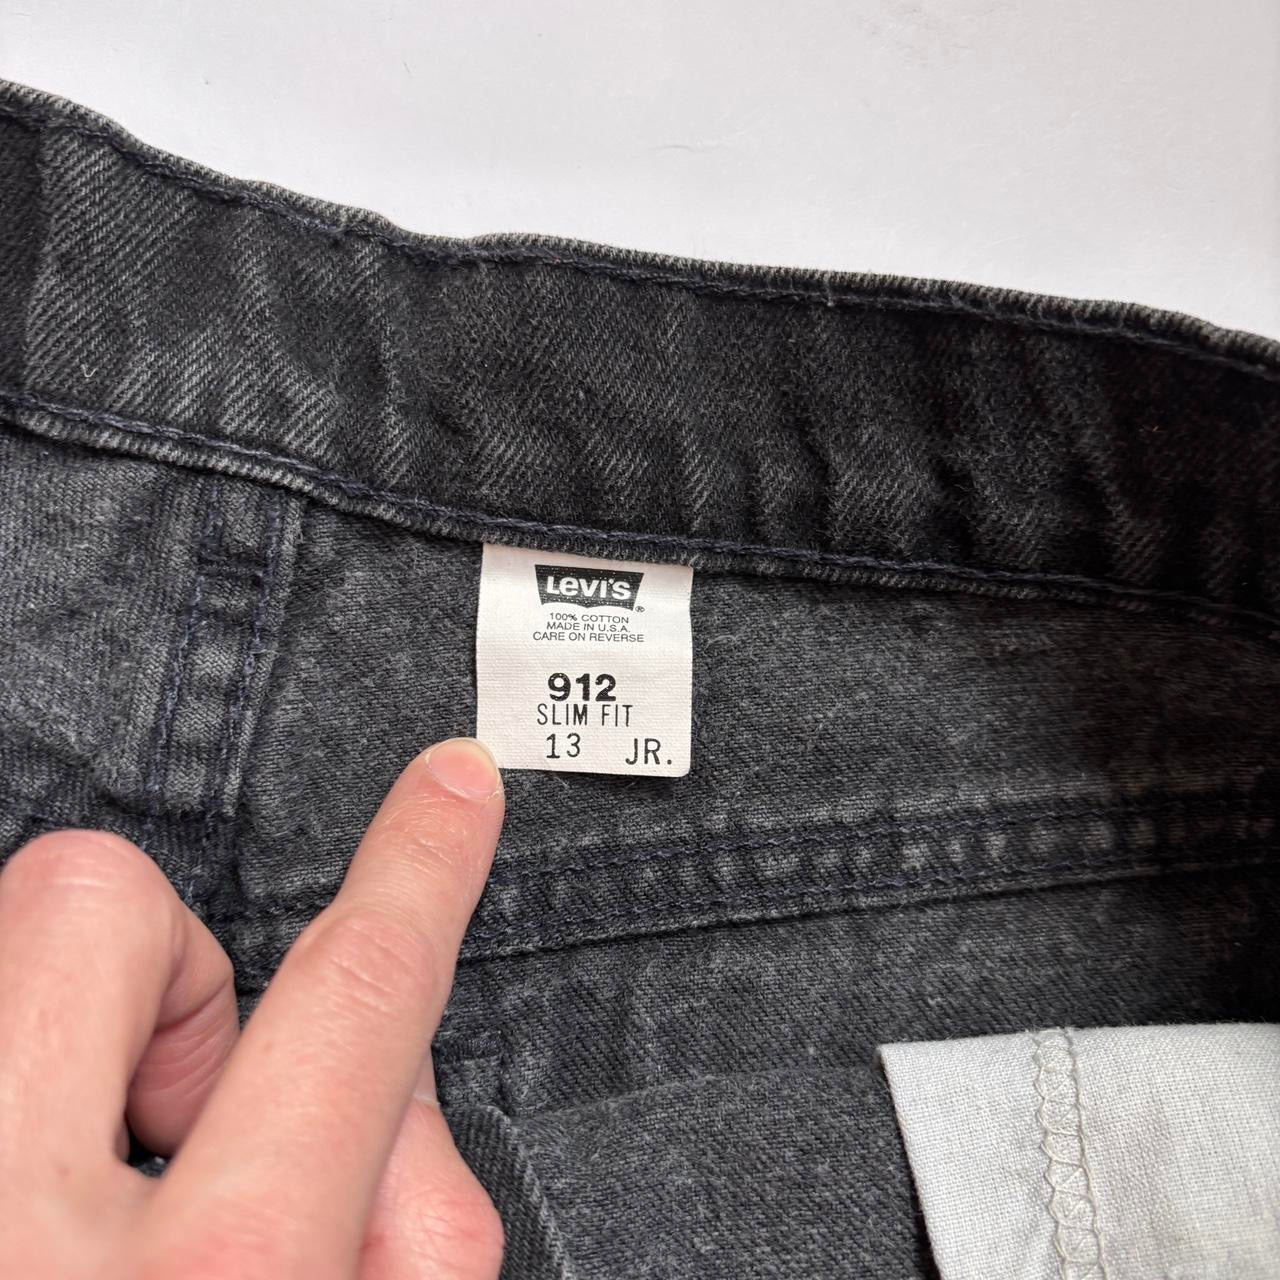 Levi's®
100% COTTON
MADE IN U.S.A.
CARE ON REVERSE
912
SLIM FIT
13 JR.